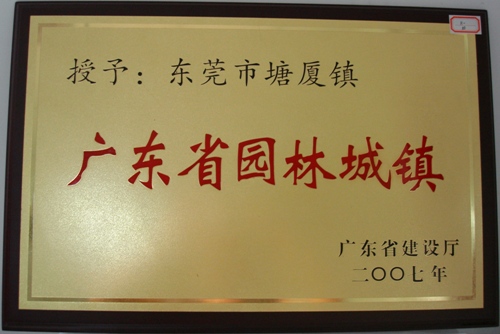 授予：东莞市塘厦镇
广东省园林城镇
广东省建设厅
二〇〇七年